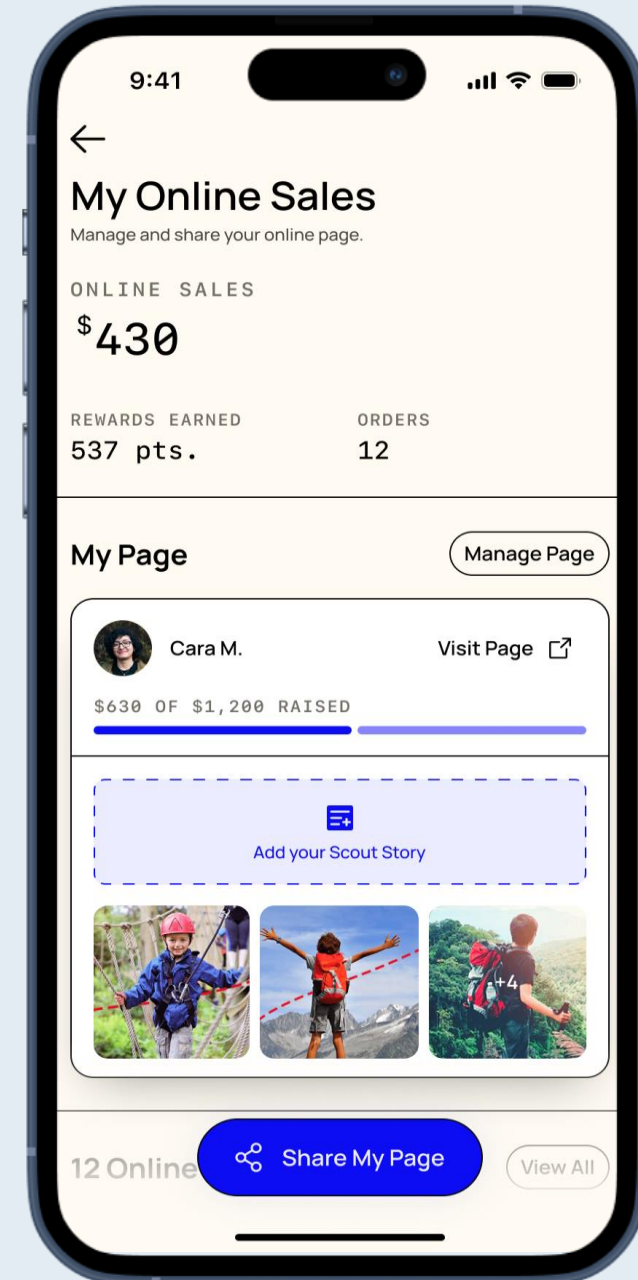 9:41
My Online Sales
Manage and share your online page.
ONLINE SALES
$430
REWARDS EARNED
537 pts.
ORDERS
12
My Page
Manage Page
Cara M.
Visit Page
$630 OF $1,200 RAISED
Add your Scout Story
+4
12 Online
Share My Page
View All